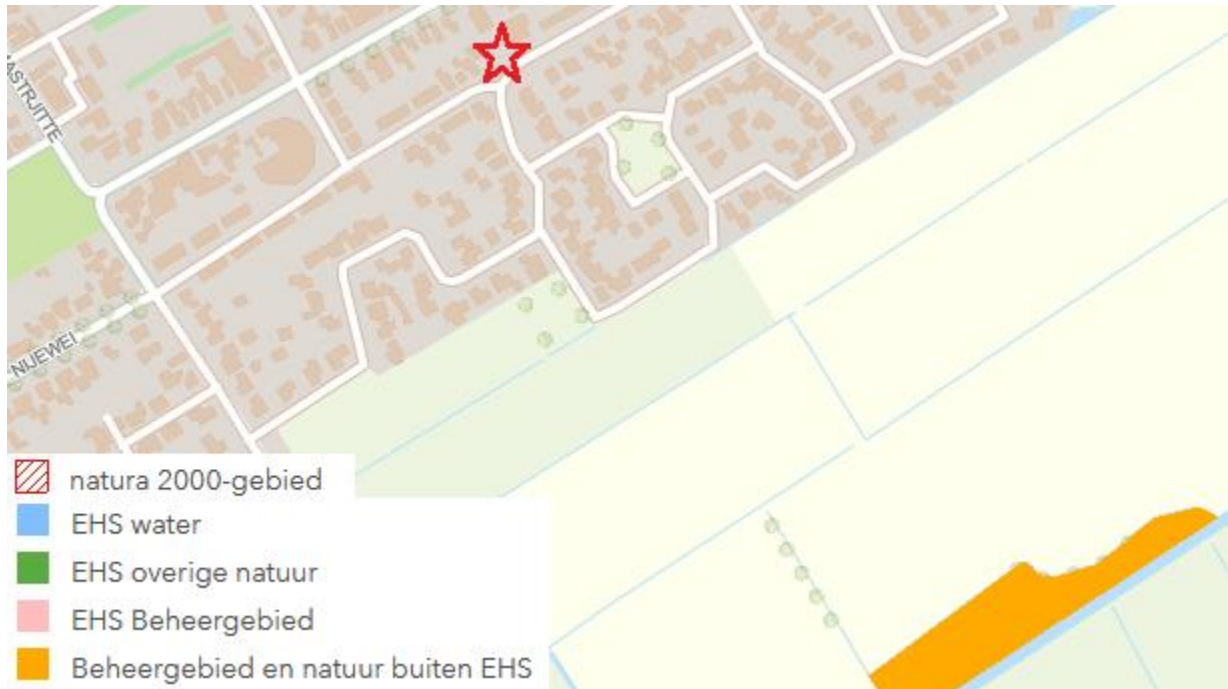 ASTRJITTE
NIJEWEI
natura 2000-gebied
EHS water
EHS overige natuur
EHS Beheergebied
Beheergebied en natuur buiten EHS